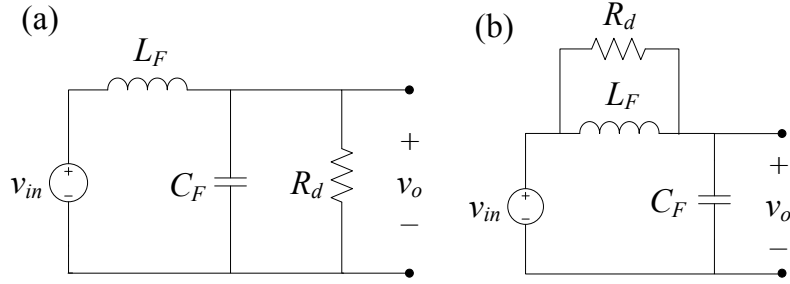 (a)
L_F
v_in
+
−
C_F
R_d
+
v_o
−
(b)
R_d
L_F
v_in
+
−
C_F
+
v_o
−